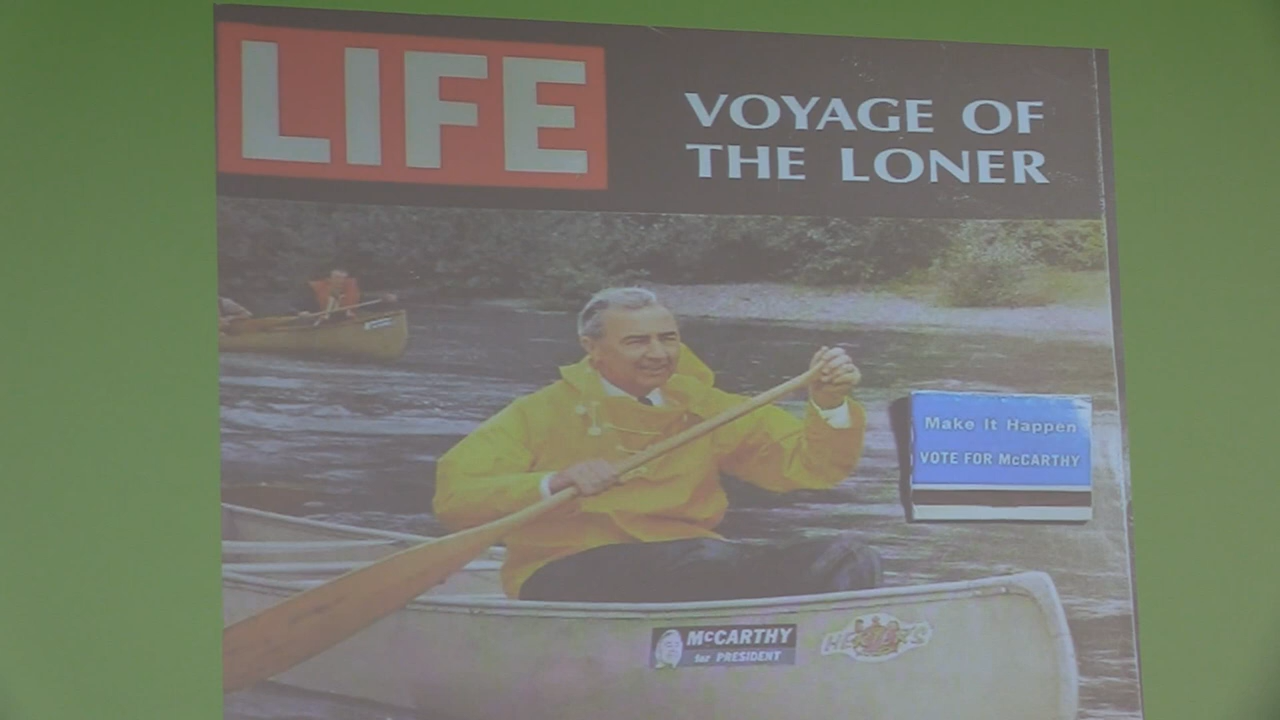 LIFE
VOYAGE OF
THE LONER
Make It Happen
VOTE FOR McCARTHY
McCARTHY
for PRESIDENT